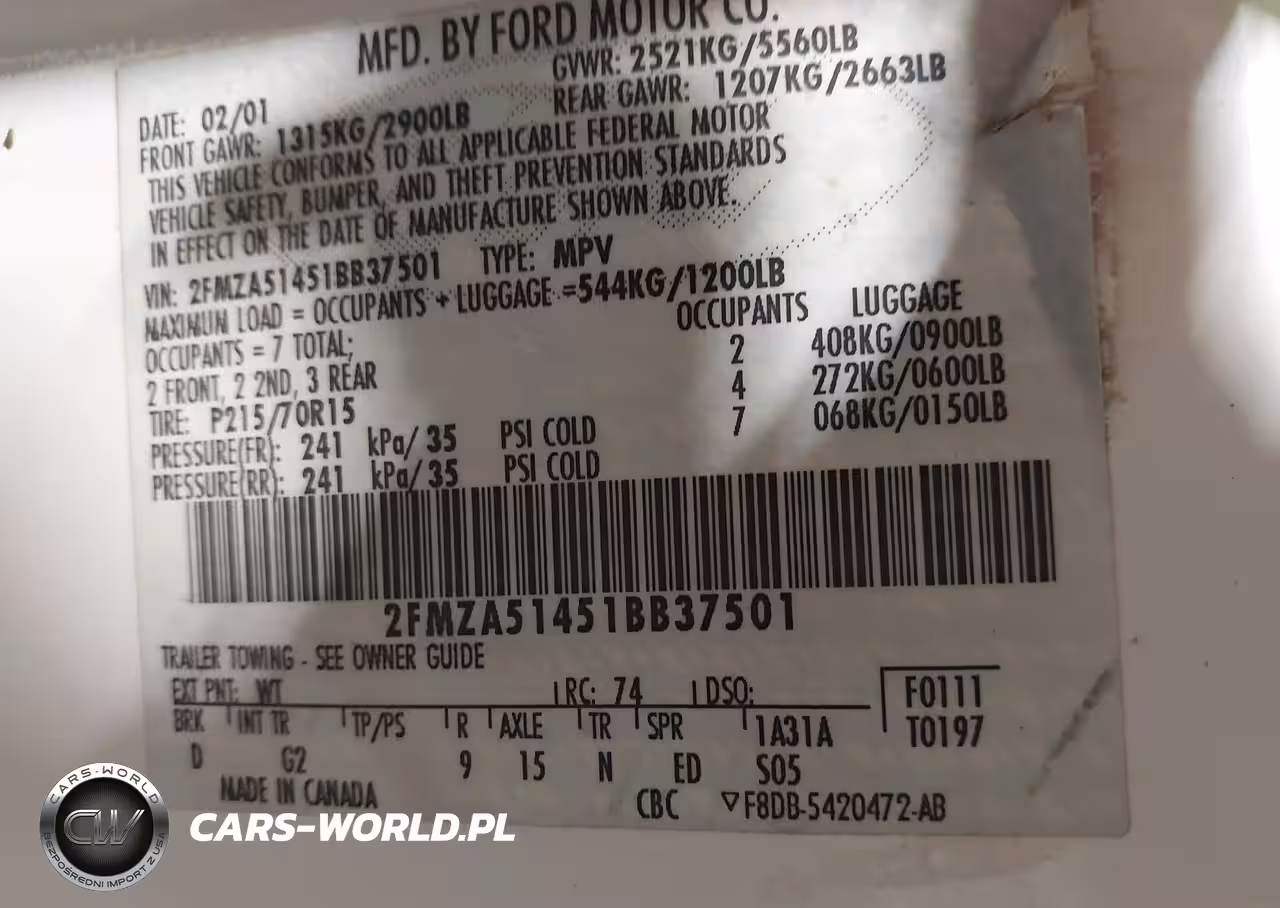 MFD. BY FORD MOTOR CO.
GVWR: 2521KG/5560LB
DATE: 02/01
REAR GAWR: 1207KG/2663LB
FRONT GAWR: 1315KG/2900LB
THIS VEHICLE CONFORMS TO ALL APPLICABLE FEDERAL MOTOR
VEHICLE SAFETY, BUMPER, AND THEFT PREVENTION STANDARDS
IN EFFECT ON THE DATE OF MANUFACTURE SHOWN ABOVE.
VIN: 2FMZA51451BB37501 TYPE: MPV
MAXIMUM LOAD = OCCUPANTS + LUGGAGE =544KG/1200LB
OCCUPANTS = 7 TOTAL; OCCUPANTS LUGGAGE
2 FRONT, 2 2ND, 3 REAR 2 408KG/0900LB
TIRE: P215/70R15 4 272KG/0600LB
PRESSURE(FR): 241 kPa/ 35 PSI COLD 7 068KG/0150LB
PRESSURE(RR): 241 kPa/ 35 PSI COLD
2FMZA51451BB37501
TRAILER TOWING - SEE OWNER GUIDE
EXT PNT: WT RC: 74 DSO: F0111
BRK INT TR TP/PS R AXLE TR SPR 1A31A T0197
D G2 9 15 N ED S05
MADE IN CANADA
CBC ▽F8DB-5420472-AB
CARS-WORLD
CW
BEZPOŚREDNI IMPORT Z USA
CARS-WORLD.PL